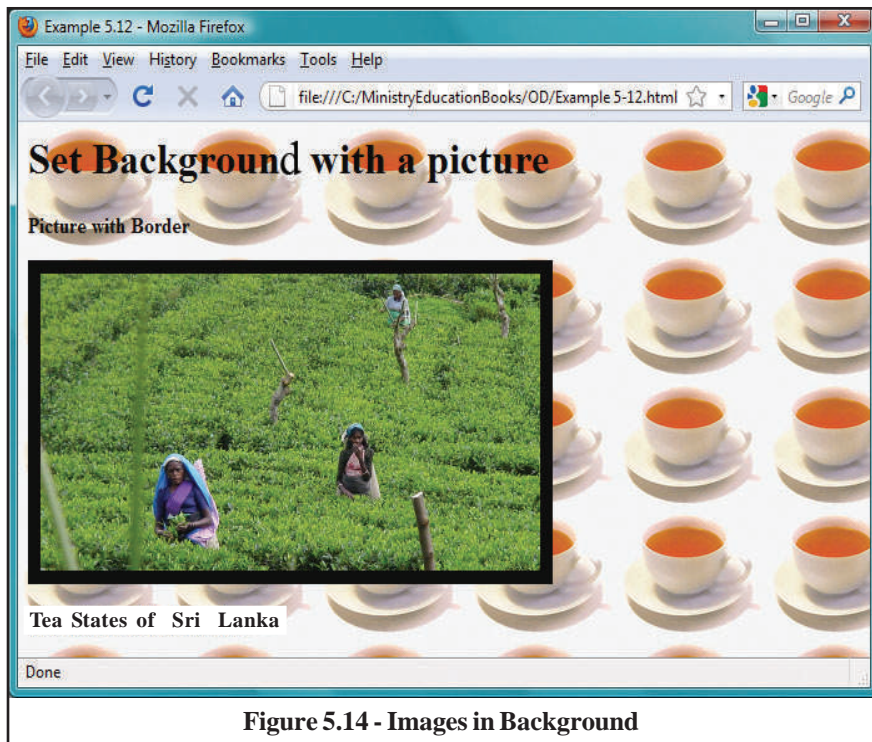 Example 5.12 - Mozilla Firefox
File Edit View History Bookmarks Tools Help
file:///C:/MinistryEducationBooks/OD/Example 5-12.html
Google
Set Background with a picture
Picture with Border
Tea States of Sri Lanka
Done
Figure 5.14 - Images in Background